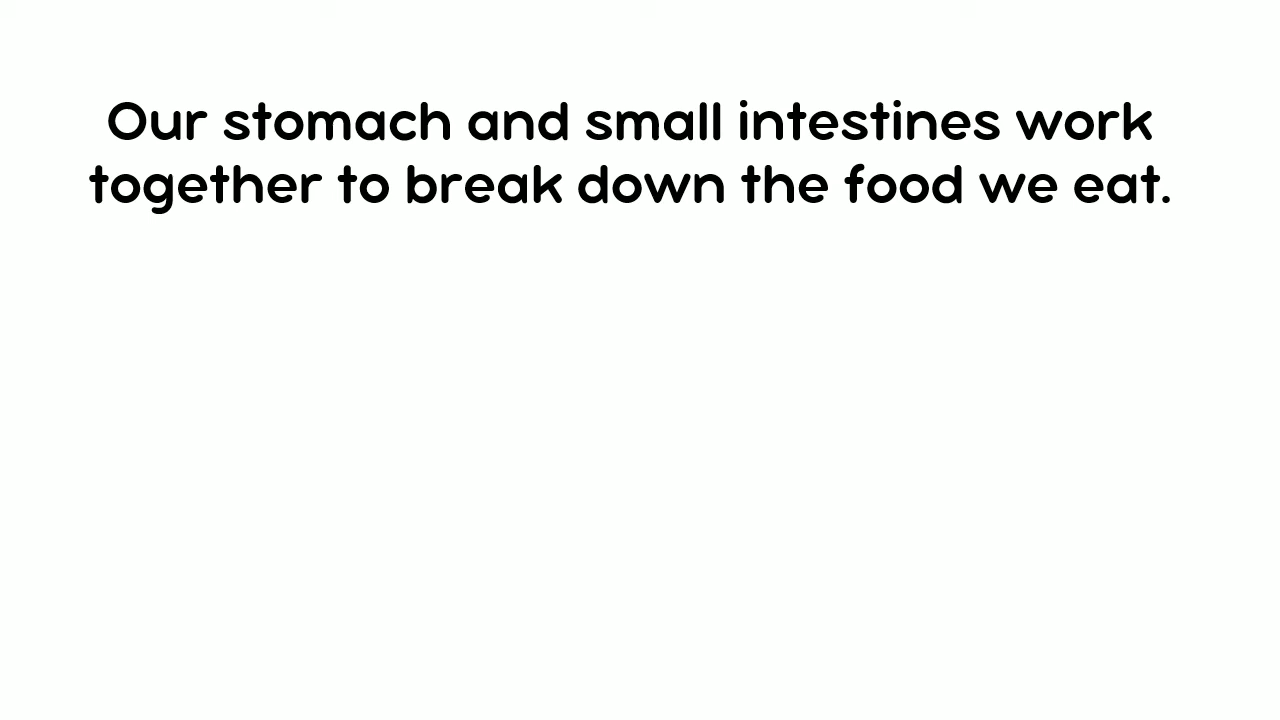 Our stomach and small intestines work
together to break down the food we eat.